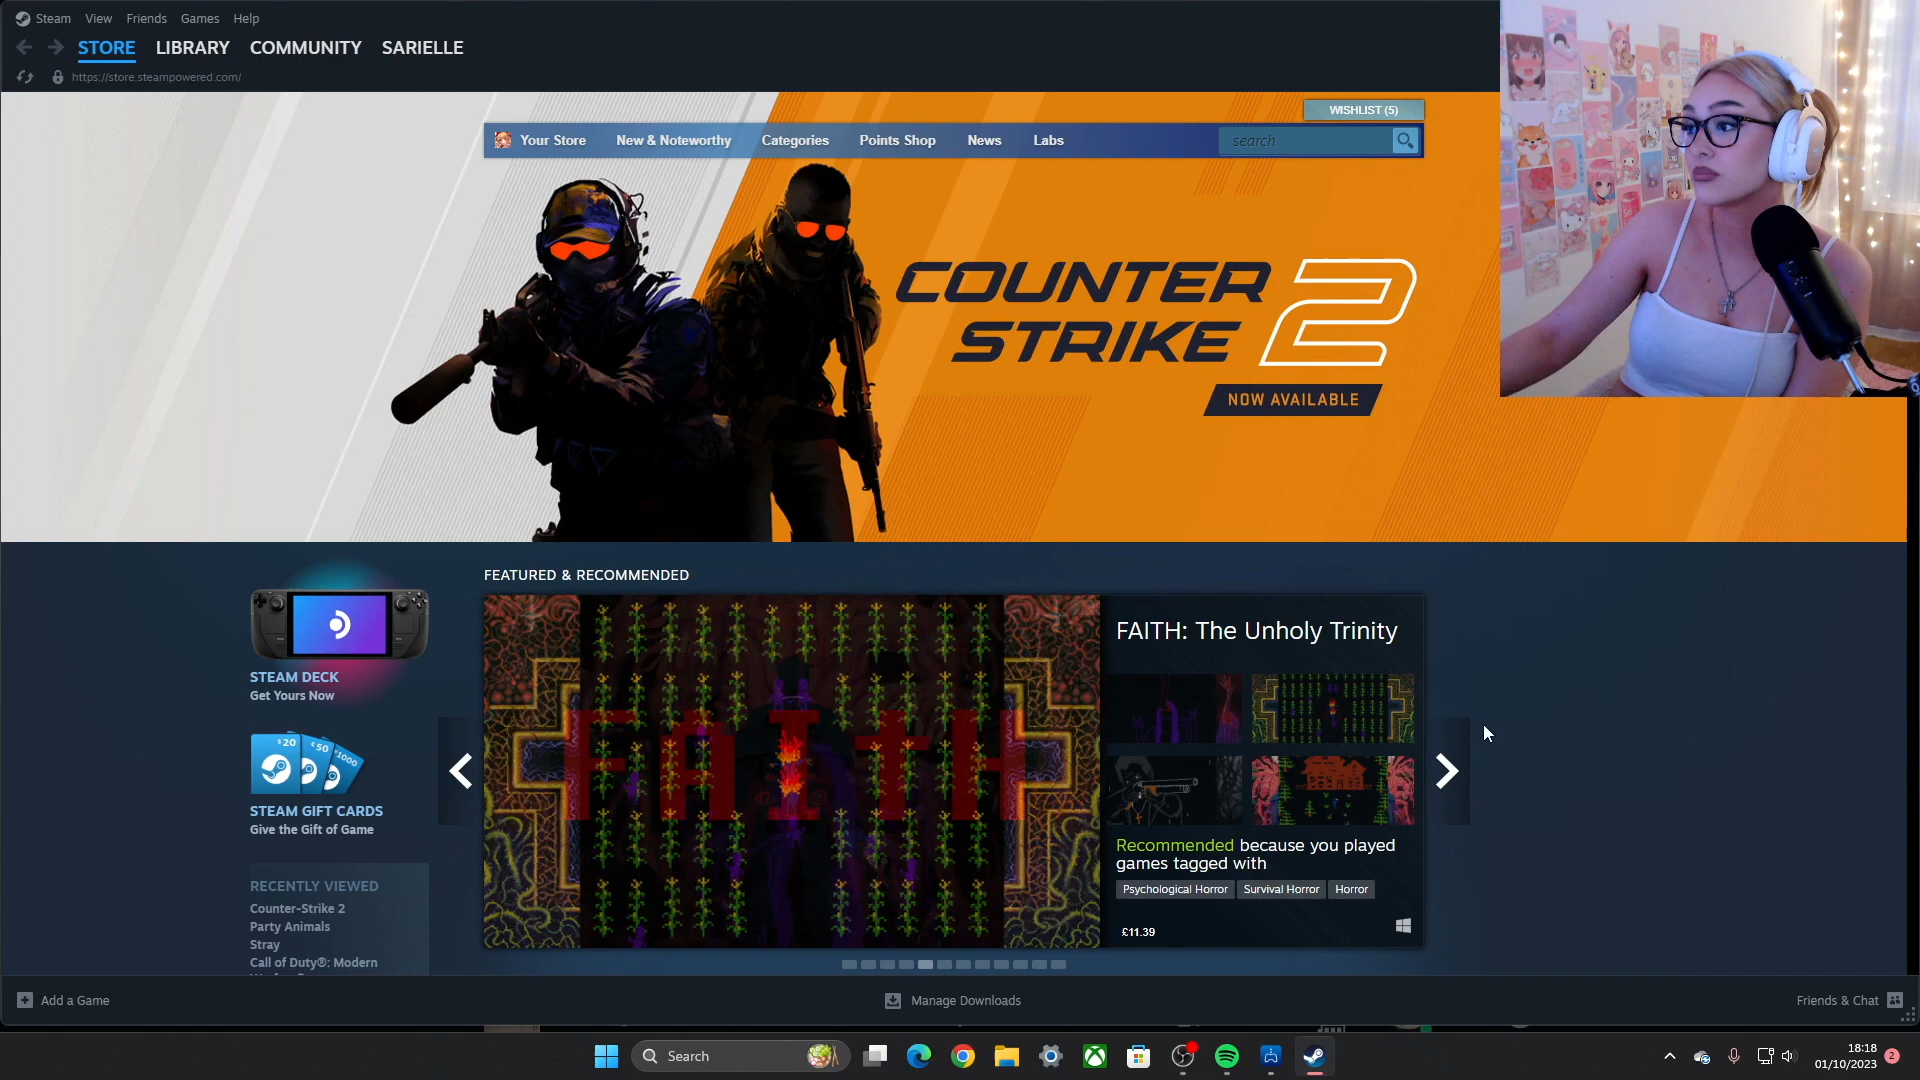 Steam View Friends Games Help
STORE LIBRARY COMMUNITY SARIELLE
https://store.steampowered.com/
WISHLIST (5)
Your Store New & Noteworthy Categories Points Shop News Labs search
COUNTER
STRIKE 2
NOW AVAILABLE
FEATURED & RECOMMENDED
STEAM DECK
Get Yours Now
$20 €50 ¥1000
STEAM GIFT CARDS
Give the Gift of Game
FAITH
FAITH: The Unholy Trinity
Recommended because you played
games tagged with
Psychological Horror Survival Horror Horror
£11.39
RECENTLY VIEWED
Counter-Strike 2
Party Animals
Stray
Call of Duty®: Modern
Add a Game Manage Downloads Friends & Chat
Search
18:18
01/10/2023
2